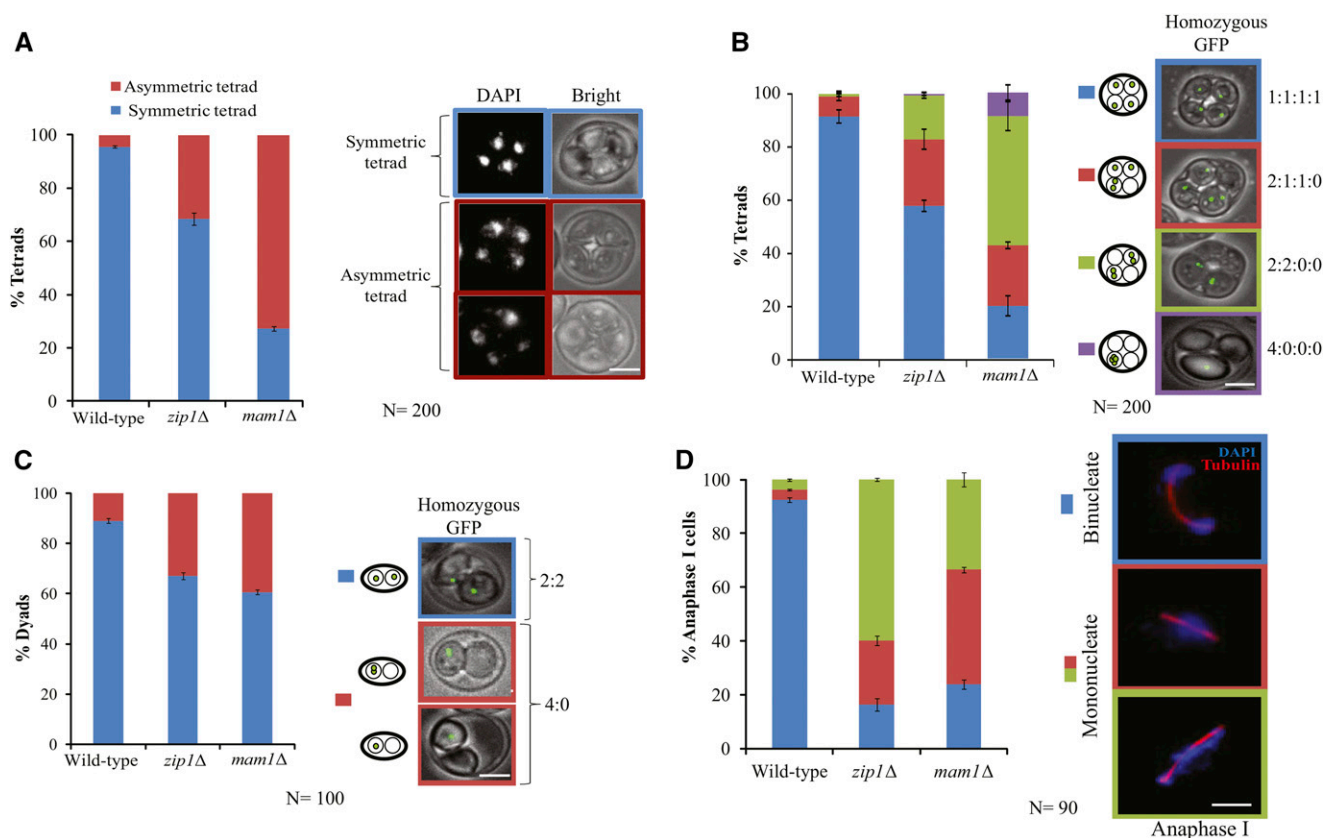 A
Asymmetric tetrad
Symmetric tetrad
% Tetrads
100
80
60
40
20
0
Wild-type
zip1Δ
mam1Δ
DAPI
Bright
Symmetric
tetrad
Asymmetric
tetrad
N= 200
B
% Tetrads
100
80
60
40
20
0
Wild-type
zip1Δ
mam1Δ
N= 200
Homozygous
GFP
1:1:1:1
2:1:1:0
2:2:0:0
4:0:0:0
C
% Dyads
100
80
60
40
20
0
Wild-type
zip1Δ
mam1Δ
N= 100
Homozygous
GFP
2:2
4:0
D
% Anaphase I cells
100
80
60
40
20
0
Wild-type
zip1Δ
mam1Δ
N= 90
Binucleate
Mononucleate
DAPI
Tubulin
Anaphase I